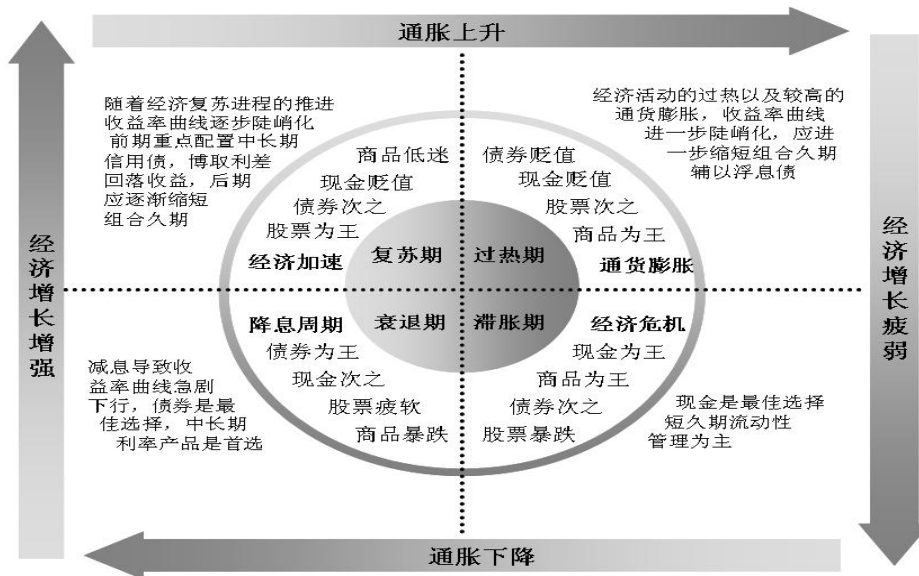 通胀上升
随着经济复苏进程的推进
收益率曲线逐步陡峭化
前期重点配置中长期
信用债，博取利差
回落收益，后期
应逐渐缩短
组合久期
经济活动的过热以及较高的
通货膨胀，收益率曲线
进一步陡峭化，应进
一步缩短组合久期
辅以浮息债
商品低迷
现金贬值
债券次之
股票为王
经济加速
复苏期
债券贬值
现金贬值
股票次之
商品为王
通货膨胀
过热期
经济增长增强
经济增长疲弱
降息周期
衰退期
债券为王
现金次之
股票疲软
商品暴跌
滞胀期
经济危机
现金为王
商品为王
债券次之
股票暴跌
减息导致收
益率曲线急剧
下行，债券是最
佳选择，中长期
利率产品是首选
现金是最佳选择
短久期流动性
管理为主
通胀下降